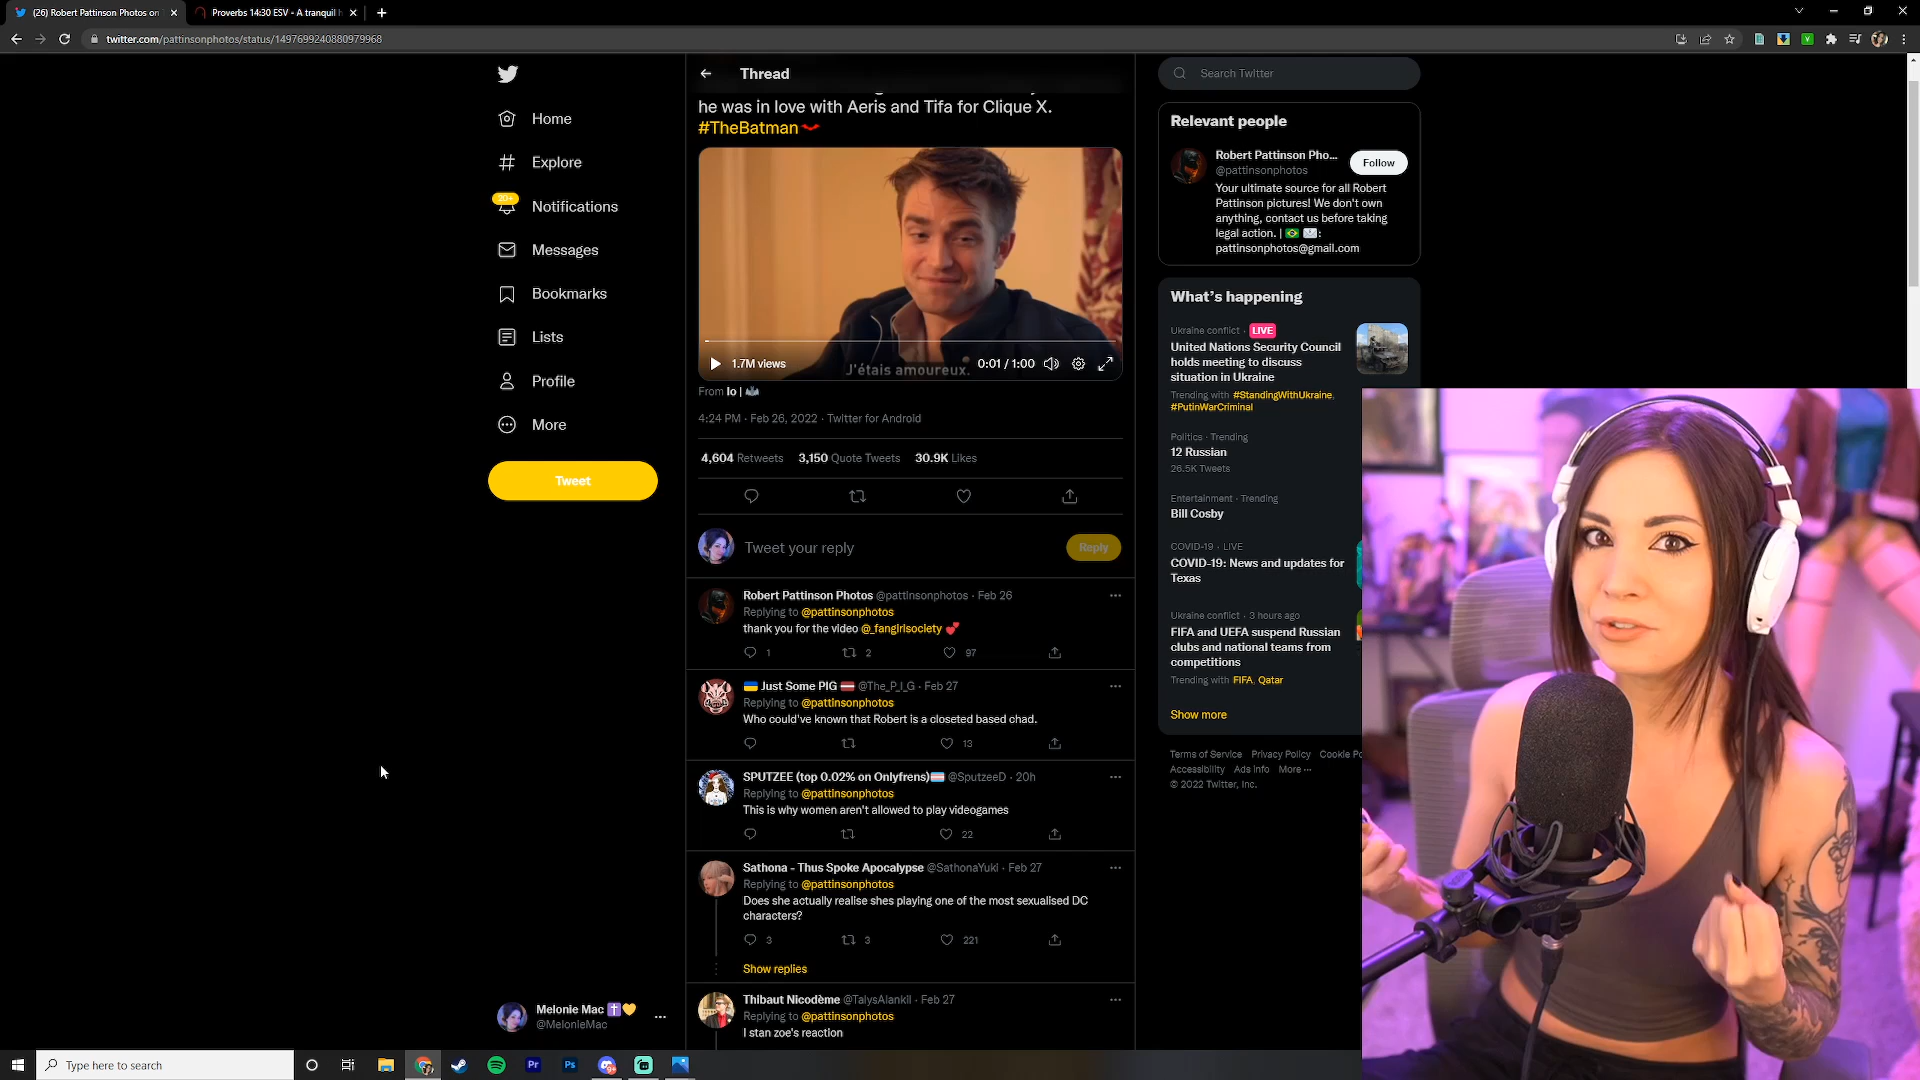 (26) Robert Pattinson Photos on
Proverbs 14:30 ESV - A tranquil h
twitter.com/pattinsonphotos/status/1497699240880979968
Home
Explore
20+
Notifications
Messages
Bookmarks
Lists
Profile
More
Tweet
Melonie Mac ✝️💛
@MelonieMac
Thread
he was in love with Aeris and Tifa for Clique X.
#TheBatman
J'étais amoureux.
1.7M views
0:01 / 1:00
From lo | 🦇
4:24 PM · Feb 26, 2022 · Twitter for Android
4,604 Retweets 3,150 Quote Tweets 30.9K Likes
Tweet your reply
Reply
Robert Pattinson Photos @pattinsonphotos · Feb 26
Replying to @pattinsonphotos
thank you for the video @_fangirlsociety 💕
1 2 97
🇺🇦 Just Some PIG 🇱🇻 @The_P_I_G · Feb 27
Replying to @pattinsonphotos
Who could've known that Robert is a closeted based chad.
13
SPUTZEE (top 0.02% on Onlyfrens) @SputzeeD · 20h
Replying to @pattinsonphotos
This is why women aren't allowed to play videogames
22
Sathona - Thus Spoke Apocalypse @SathonaYuki · Feb 27
Replying to @pattinsonphotos
Does she actually realise shes playing one of the most sexualised DC
characters?
3 3 221
Show replies
Thibaut Nicodème @TalysAlankil · Feb 27
Replying to @pattinsonphotos
I stan zoe's reaction
Search Twitter
Relevant people
Robert Pattinson Pho...
@pattinsonphotos
Follow
Your ultimate source for all Robert
Pattinson pictures! We don't own
anything, contact us before taking
legal action. | 🇧🇷 ✉️:
pattinsonphotos@gmail.com
What's happening
Ukraine conflict · LIVE
United Nations Security Council
holds meeting to discuss
situation in Ukraine
Trending with #StandingWithUkraine,
#PutinWarCriminal
Politics · Trending
12 Russian
26.5K Tweets
Entertainment · Trending
Bill Cosby
COVID-19 · LIVE
COVID-19: News and updates for
Texas
Ukraine conflict · 3 hours ago
FIFA and UEFA suspend Russian
clubs and national teams from
competitions
Trending with FIFA, Qatar
Show more
Terms of Service Privacy Policy Cookie Po
Accessibility Ads info More ···
© 2022 Twitter, Inc.
Type here to search
Pr
Ps